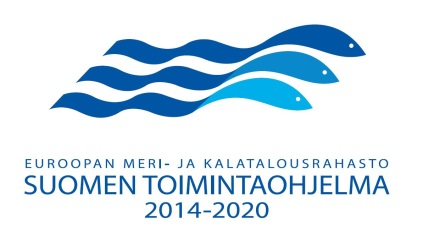 EUROOPAN MERI- JA KALATALOUSRAHASTO
SUOMEN TOIMINTAOHJELMA
2014-2020